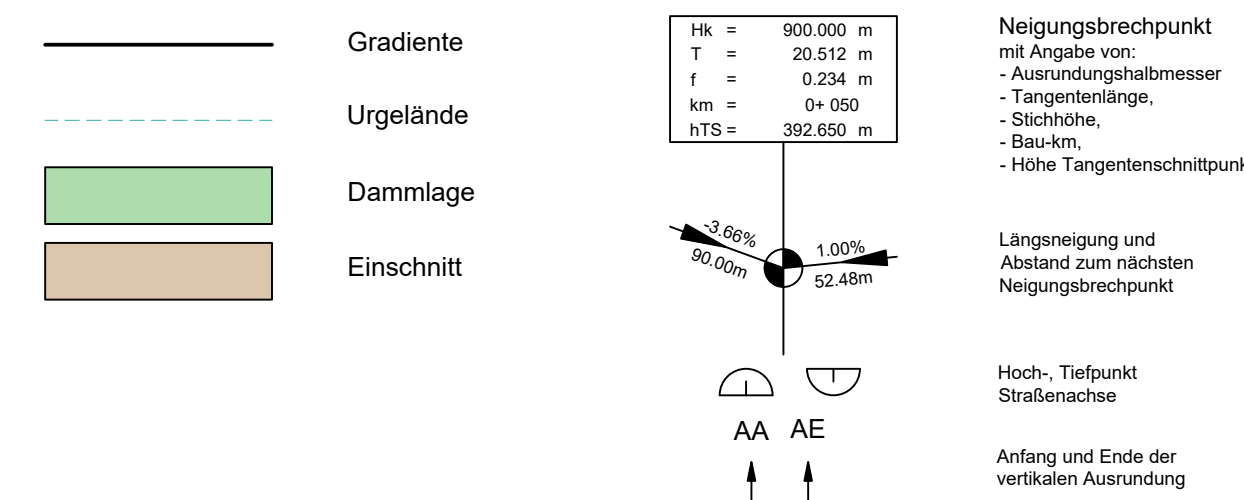 Gradiente
Urgelände
Dammlage
Einschnitt
Hk = 900.000 m
T = 20.512 m
f = 0.234 m
km = 0+ 050
hTS = 392.650 m
-3.66%
90.00m
1.00%
52.48m
AA AE
Neigungsbrechpunkt
mit Angabe von:
- Ausrundungshalbmesser
- Tangentenlänge,
- Stichhöhe,
- Bau-km,
- Höhe Tangentenschnittpunk
Längsneigung und
Abstand zum nächsten
Neigungsbrechpunkt
Hoch-, Tiefpunkt
Straßenachse
Anfang und Ende der
vertikalen Ausrundung